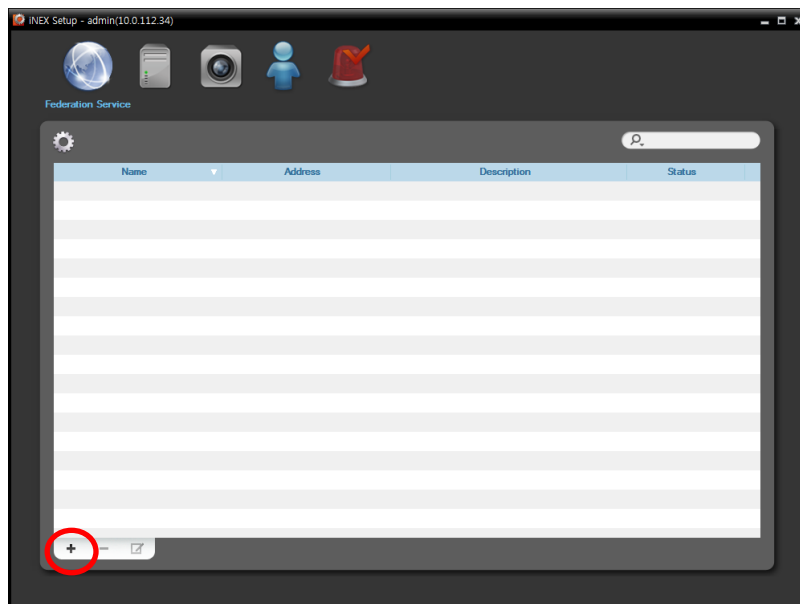 iNEX Setup - admin(10.0.112.34)
Federation Service
Name Address Description Status